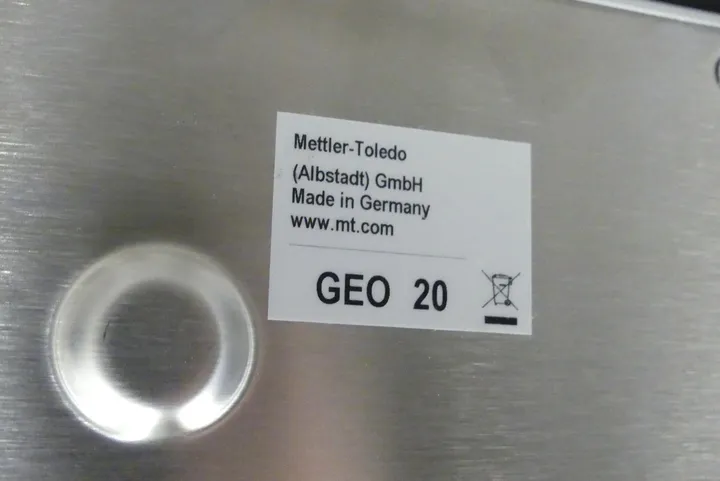 Mettler-Toledo
(Albstadt) GmbH
Made in Germany
www.mt.com
GEO 20